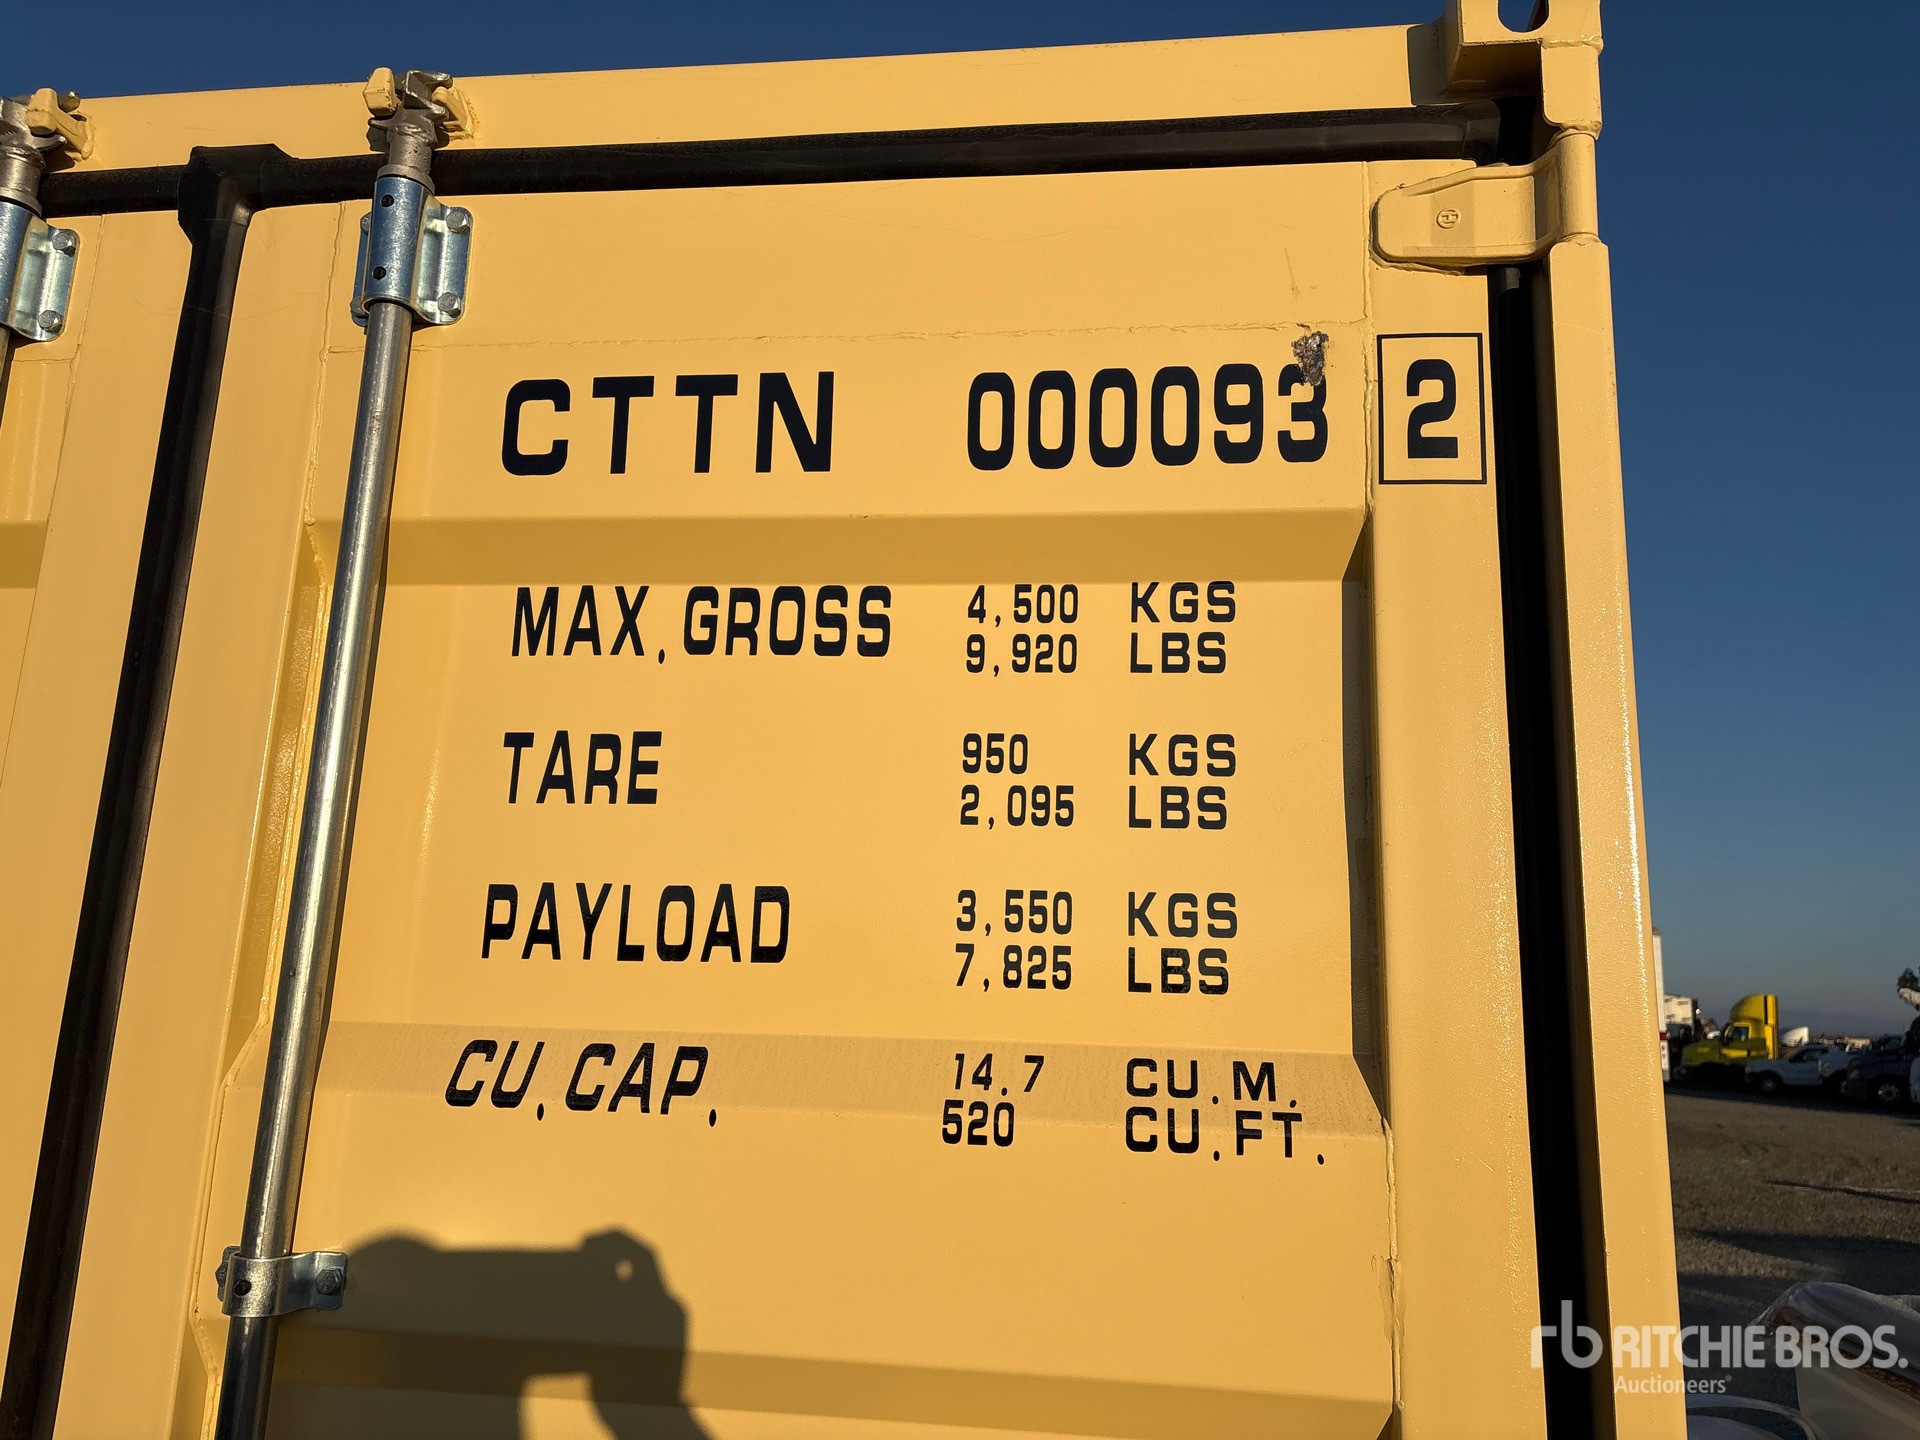 CTTN 000093 2
MAX.GROSS 4,500 KGS
9,920 LBS
TARE 950 KGS
2,095 LBS
PAYLOAD 3,550 KGS
7,825 LBS
CU.CAP. 14.7 CU.M.
520 CU.FT.
rb RITCHIE BROS.
Auctioneers